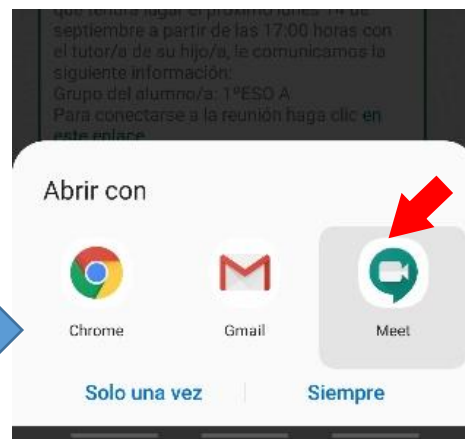 que tendrá lugar el próximo lunes 14 de
septiembre a partir de las 17:00 horas con
el tutor/a de su hijo/a, le comunicamos la
siguiente información:
Grupo del alumno/a: 1ºESO A
Para conectarse a la reunión haga clic en
este enlace
Abrir con
Chrome Gmail Meet
Solo una vez Siempre